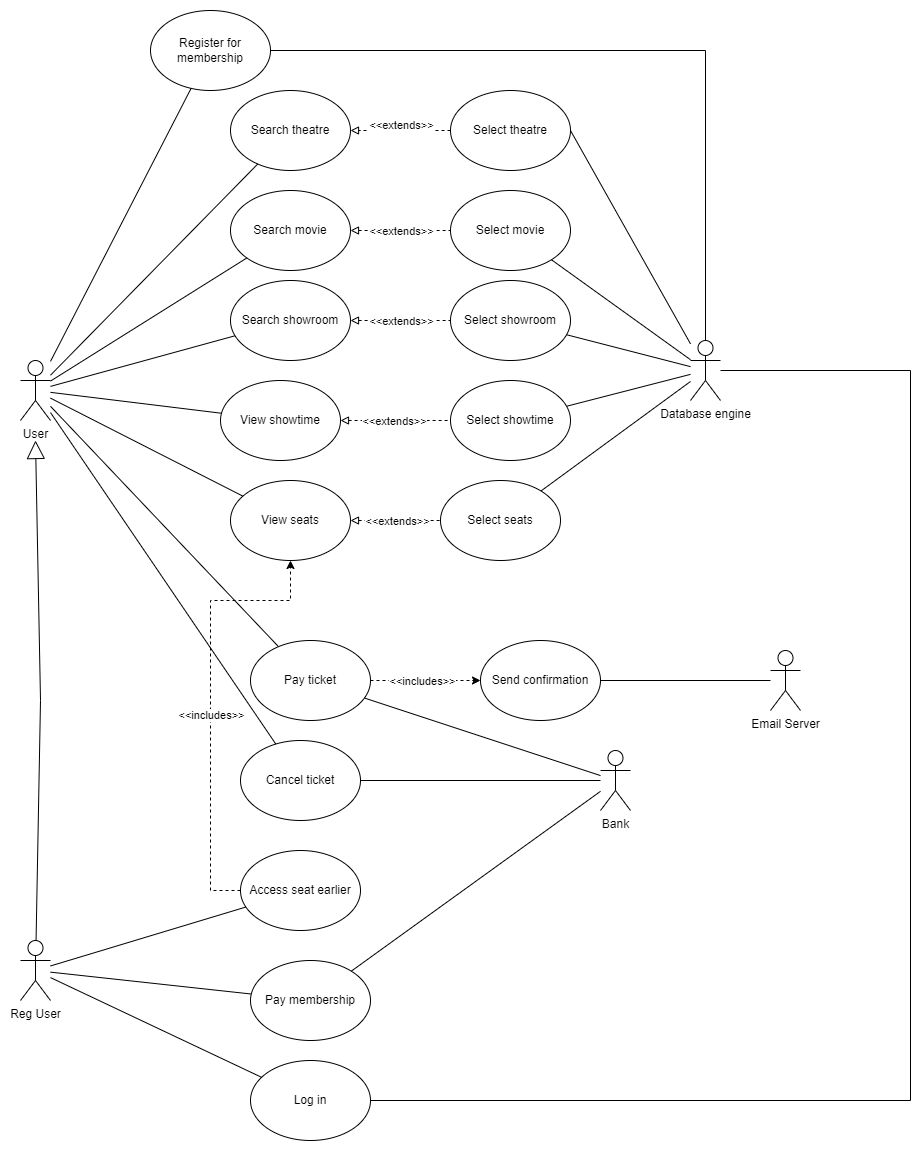 Register for
membership
Search theatre
<<extends>>
Select theatre
Search movie
<<extends>>
Select movie
Search showroom
<<extends>>
Select showroom
User
Database engine
View showtime
<<extends>>
Select showtime
View seats
<<extends>>
Select seats
Pay ticket
<<includes>>
Send confirmation
Email Server
<<includes>>
Cancel ticket
Bank
Access seat earlier
Reg User
Pay membership
Log in